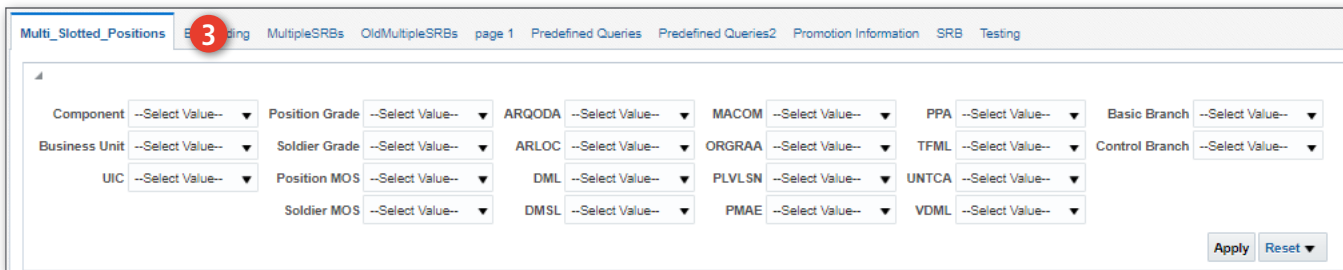 Multi_Slotted_Positions 3 MultipleSRBs OldMultipleSRBs page 1 Predefined Queries Predefined Queries2 Promotion Information SRB Testing
Component --Select Value-- Position Grade --Select Value-- ARQODA --Select Value-- MACOM --Select Value-- PPA --Select Value-- Basic Branch --Select Value--
Business Unit --Select Value-- Soldier Grade --Select Value-- ARLOC --Select Value-- ORGRAA --Select Value-- TFML --Select Value-- Control Branch --Select Value--
UIC --Select Value-- Position MOS --Select Value-- DML --Select Value-- PLVLSN --Select Value-- UNTCA --Select Value--
Soldier MOS --Select Value-- DMSL --Select Value-- PMAE --Select Value-- VDML --Select Value--
Apply Reset